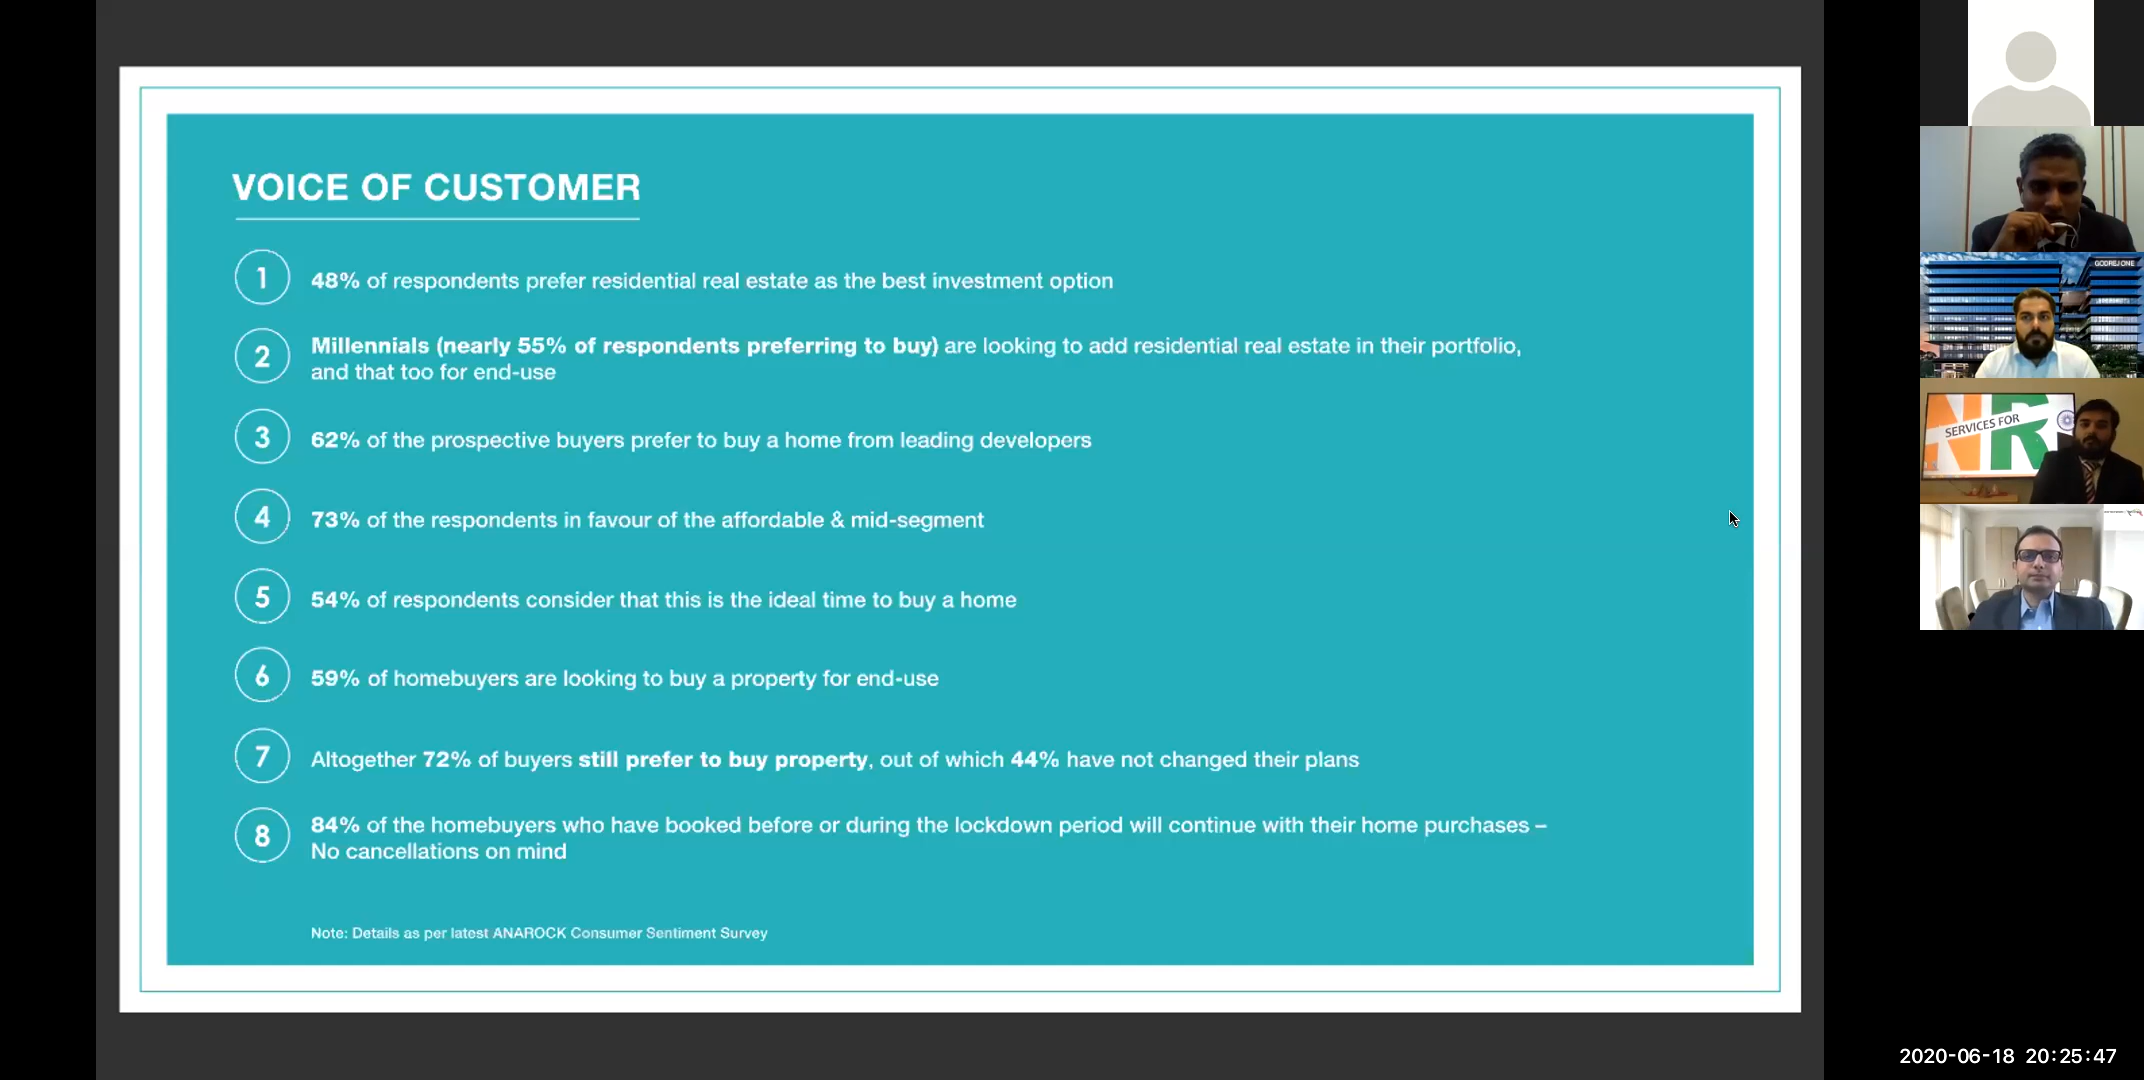 VOICE OF CUSTOMER
1
48% of respondents prefer residential real estate as the best investment option
2
Millennials (nearly 55% of respondents preferring to buy) are looking to add residential real estate in their portfolio,
and that too for end-use
3
62% of the prospective buyers prefer to buy a home from leading developers
4
73% of the respondents in favour of the affordable & mid-segment
5
54% of respondents consider that this is the ideal time to buy a home
6
59% of homebuyers are looking to buy a property for end-use
7
Altogether 72% of buyers still prefer to buy property, out of which 44% have not changed their plans
8
84% of the homebuyers who have booked before or during the lockdown period will continue with their home purchases –
No cancellations on mind
Note: Details as per latest ANAROCK Consumer Sentiment Survey
GODREJ ONE
SERVICES FOR
NR
2020-06-18 20:25:47